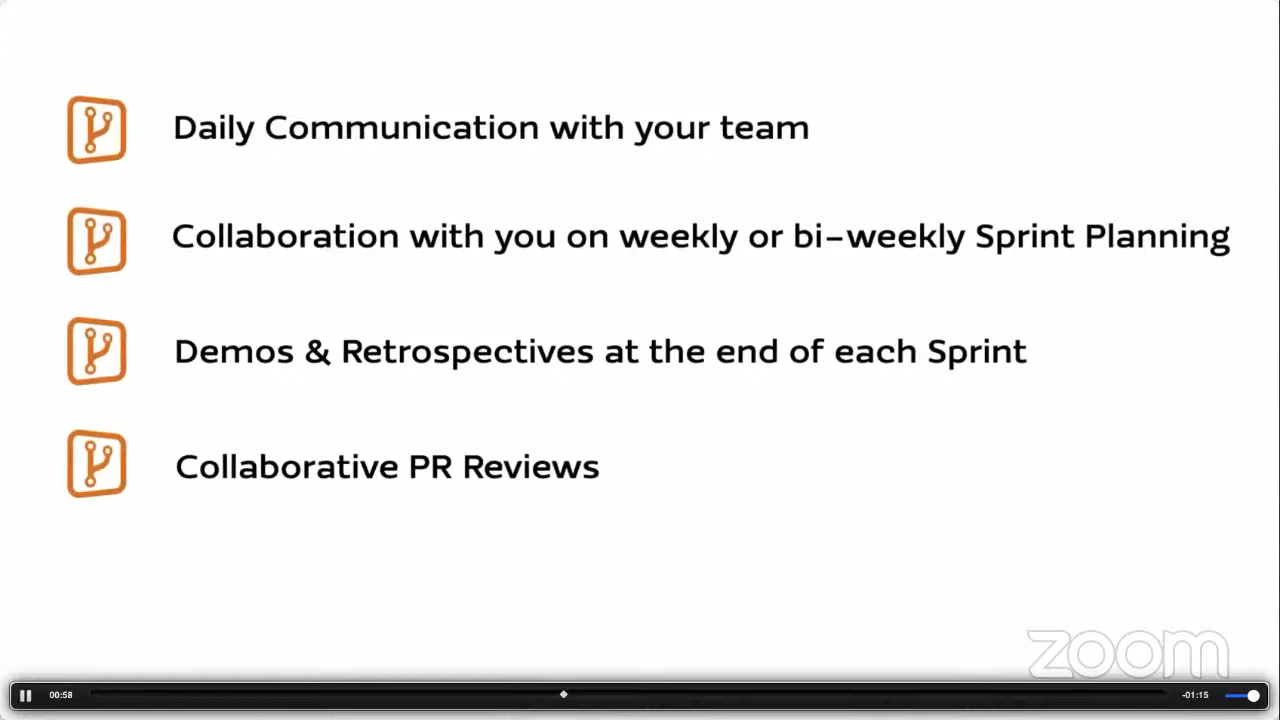 Daily Communication with your team
Collaboration with you on weekly or bi-weekly Sprint Planning
Demos & Retrospectives at the end of each Sprint
Collaborative PR Reviews
zoom
00:58
-01:15